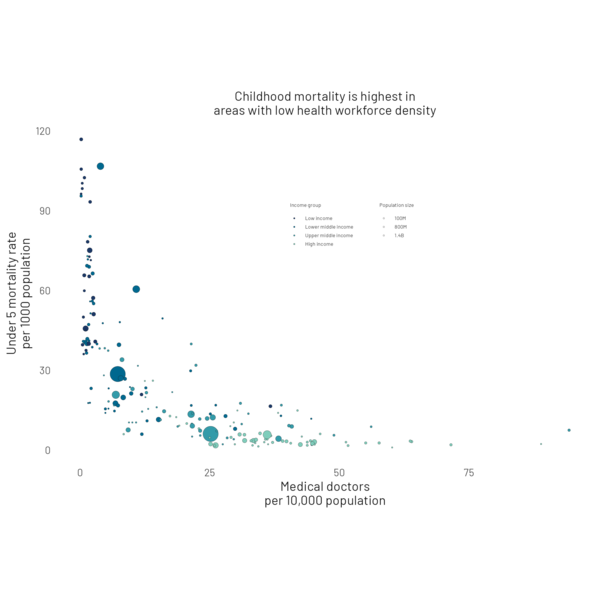 Childhood mortality is highest in
areas with low health workforce density
120
90
60
30
0
Under 5 mortality rate
per 1000 population
Income group
Low income
Lower middle income
Upper middle income
High income
Population size
100M
800M
1.4B
0
25
50
75
Medical doctors
per 10,000 population